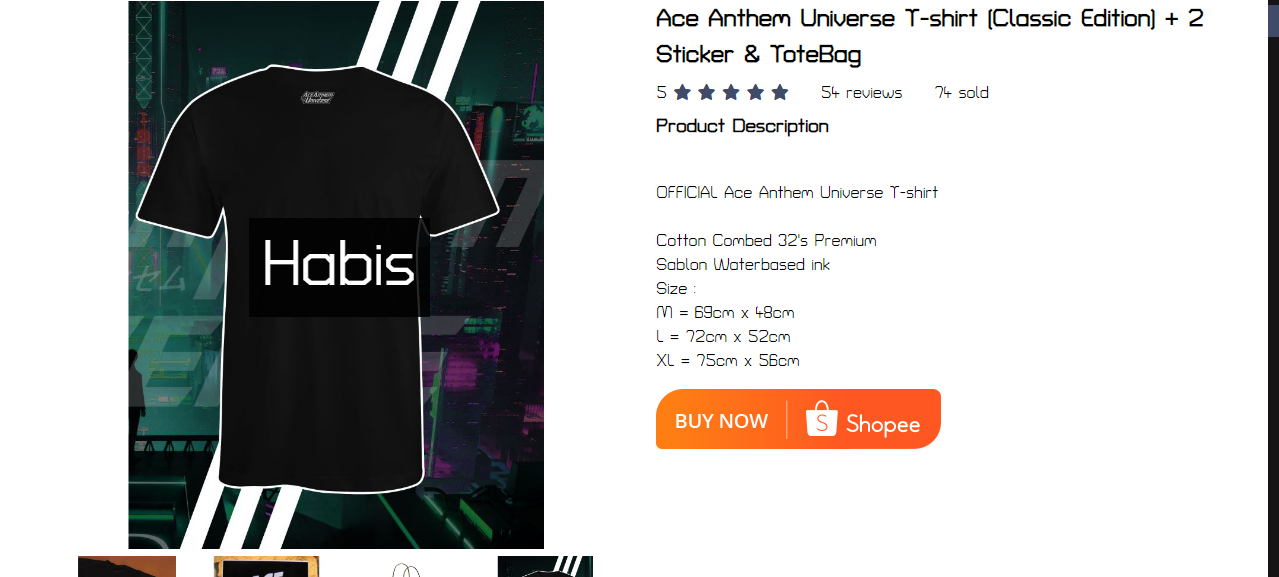 Ace Anthem Universe T-shirt (Classic Edition) + 2
Sticker & ToteBag
5
54 reviews
74 sold
Product Description
OFFICIAL Ace Anthem Universe T-shirt
Cotton Combed 32's Premium
Sablon Waterbased ink
Size :
M = 69cm x 48cm
L = 72cm x 52cm
XL = 75cm x 56cm
BUY NOW
S Shopee
Ace Anthem
Universe
Habis
セム